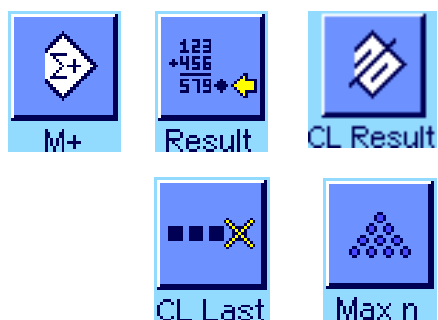 Σ+
123
+456
579
M+
Result
CL Result
CL Last
Max n